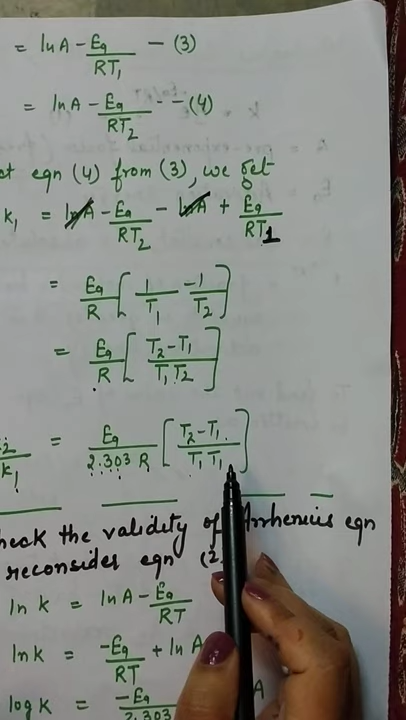 = ln A - Ea/RT₁ - (3)
= ln A - Ea/RT₂ -- (4)
ct eqn (4) from (3), we get
k₁ = ln A - Ea/RT₂ - ln A + Ea/RT1
= Ea/R [1/T₁ - 1/T₂]
= Ea/R [T₂-T₁/T₁T₂]
k₁ = Ea/2.303 R [T₂-T₁/T₁T₁]
heck the validity of Arrhenius eqn
reconsider eqn (2
ln k = ln A - Ea/RT
ln k = -Ea/RT + ln A
log k = -Ea/2.303 A